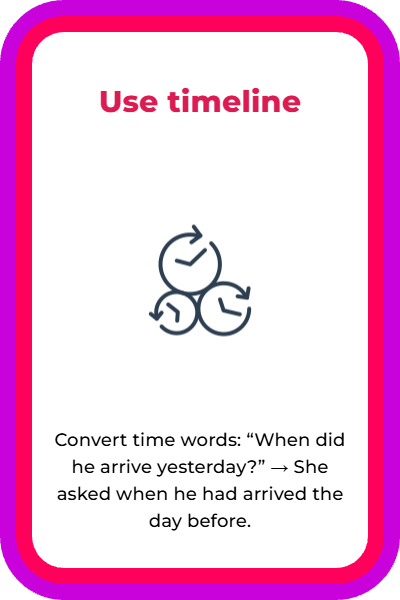 Use timeline
Convert time words: “When did
he arrive yesterday?” → She
asked when he had arrived the
day before.